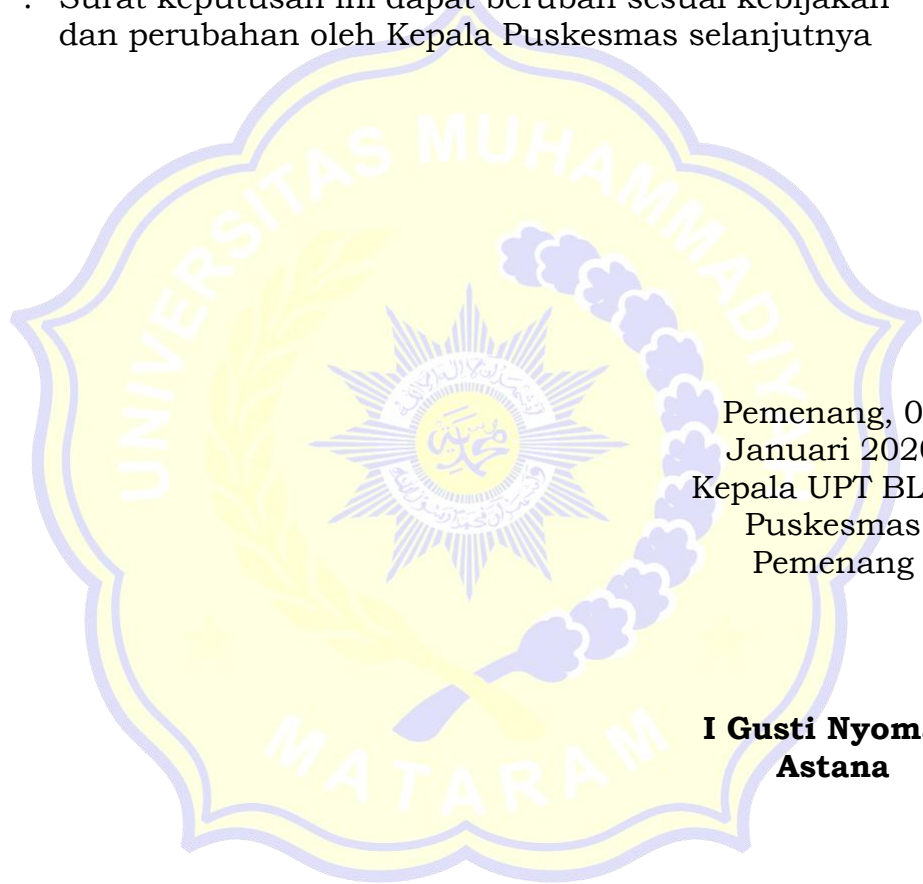 . Surat keputusan ini dapat berubah sesuai kebijakan
dan perubahan oleh Kepala Puskesmas selanjutnya
UNIVERSITAS MUHAMMADIYAH
MATARAM
Pemenang, 0
Januari 2020
Kepala UPT BL
Puskesmas
Pemenang
I Gusti Nyom
Astana